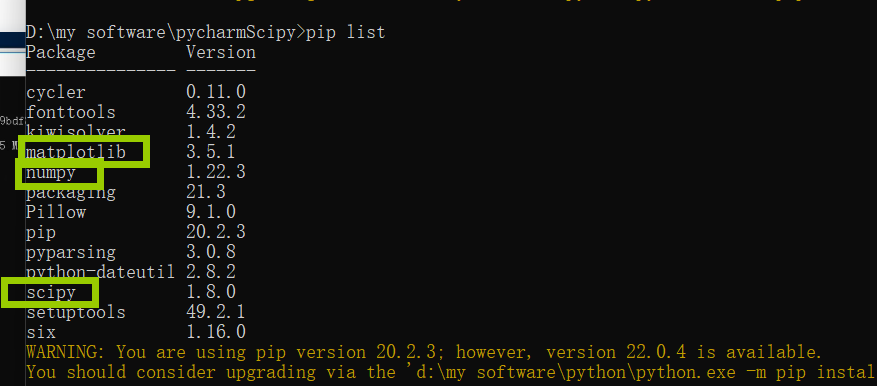 D:\my software\pycharmScipy>pip list
Package Version
--------------- -------
cycler 0.11.0
fonttools 4.33.2
kiwisolver 1.4.2
9bdf
matplotlib 3.5.1
5 M
numpy 1.22.3
packaging 21.3
Pillow 9.1.0
pip 20.2.3
pyparsing 3.0.8
python-dateutil 2.8.2
scipy 1.8.0
setuptools 49.2.1
six 1.16.0
WARNING: You are using pip version 20.2.3; however, version 22.0.4 is available.
You should consider upgrading via the 'd:\my software\python\python.exe -m pip instal